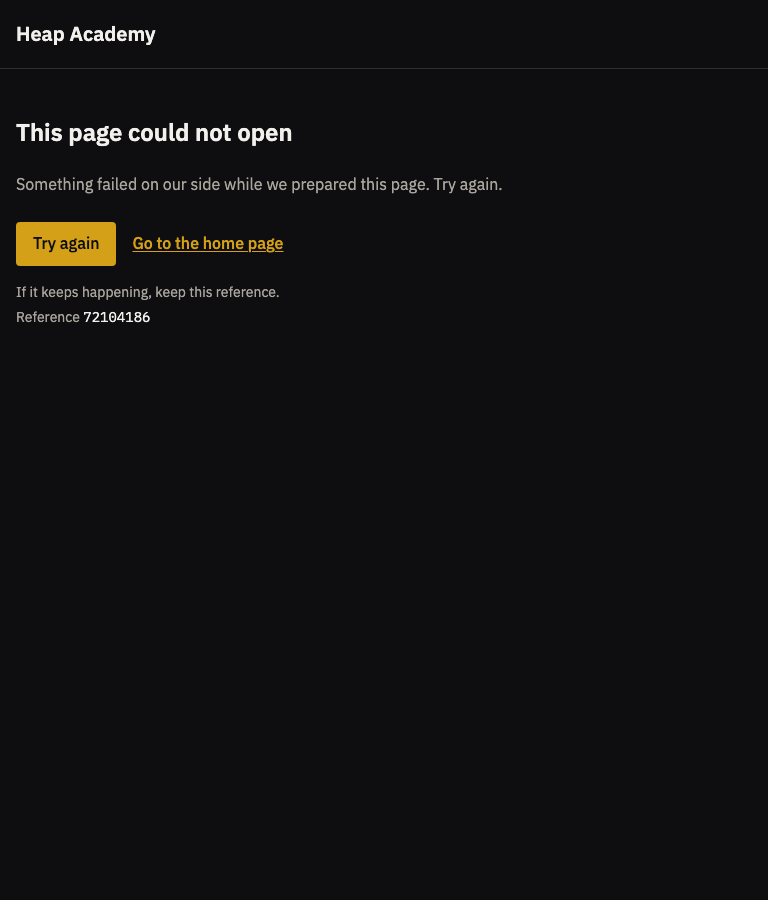 Heap Academy
This page could not open
Something failed on our side while we prepared this page. Try again.
Try again
Go to the home page
If it keeps happening, keep this reference.
Reference 72104186